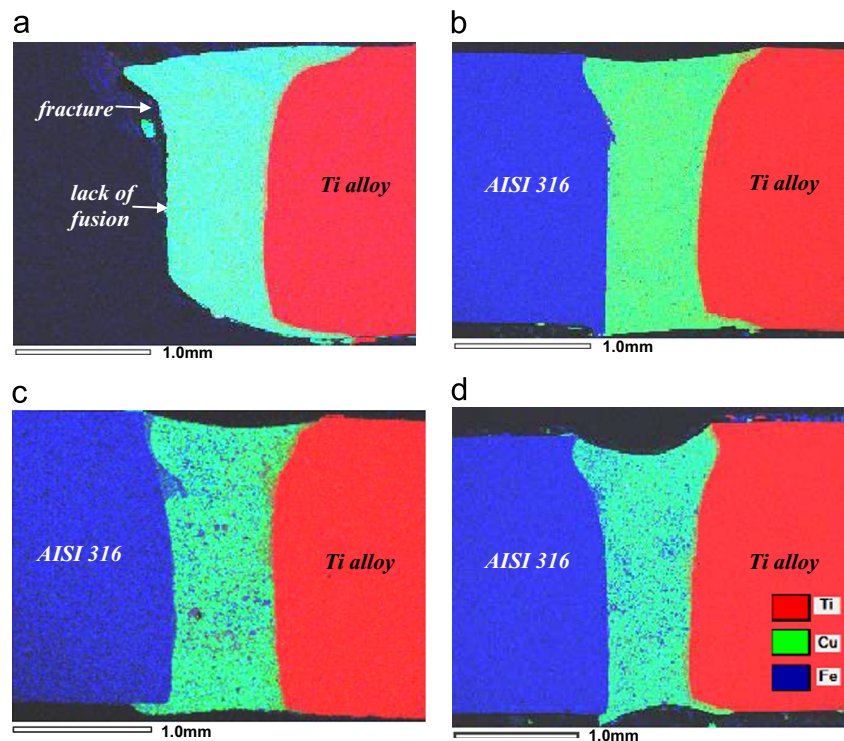 a
b
fracture
lack of
fusion
Ti alloy
AISI 316
Ti alloy
1.0mm
1.0mm
c
d
AISI 316
Ti alloy
AISI 316
Ti alloy
Ti
Cu
Fe
1.0mm
1.0mm